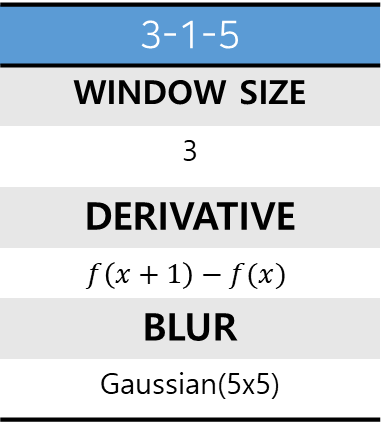 3-1-5
WINDOW SIZE
3
DERIVATIVE
f(x + 1) − f(x)
BLUR
Gaussian(5x5)